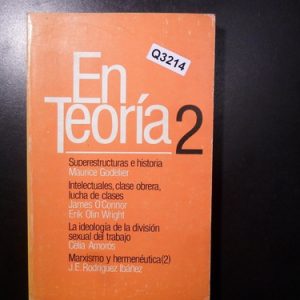 Q3214
En
Teoría 2
Superestructuras e historia
Maurice Godelier
Intelectuales, clase obrera,
lucha de clases
James O'Connor
Erik Olin Wright
La ideología de la división
sexual del trabajo
Celia Amorós
Marxismo y hermenéutica(2)
J.E. Rodríguez Ibáñez